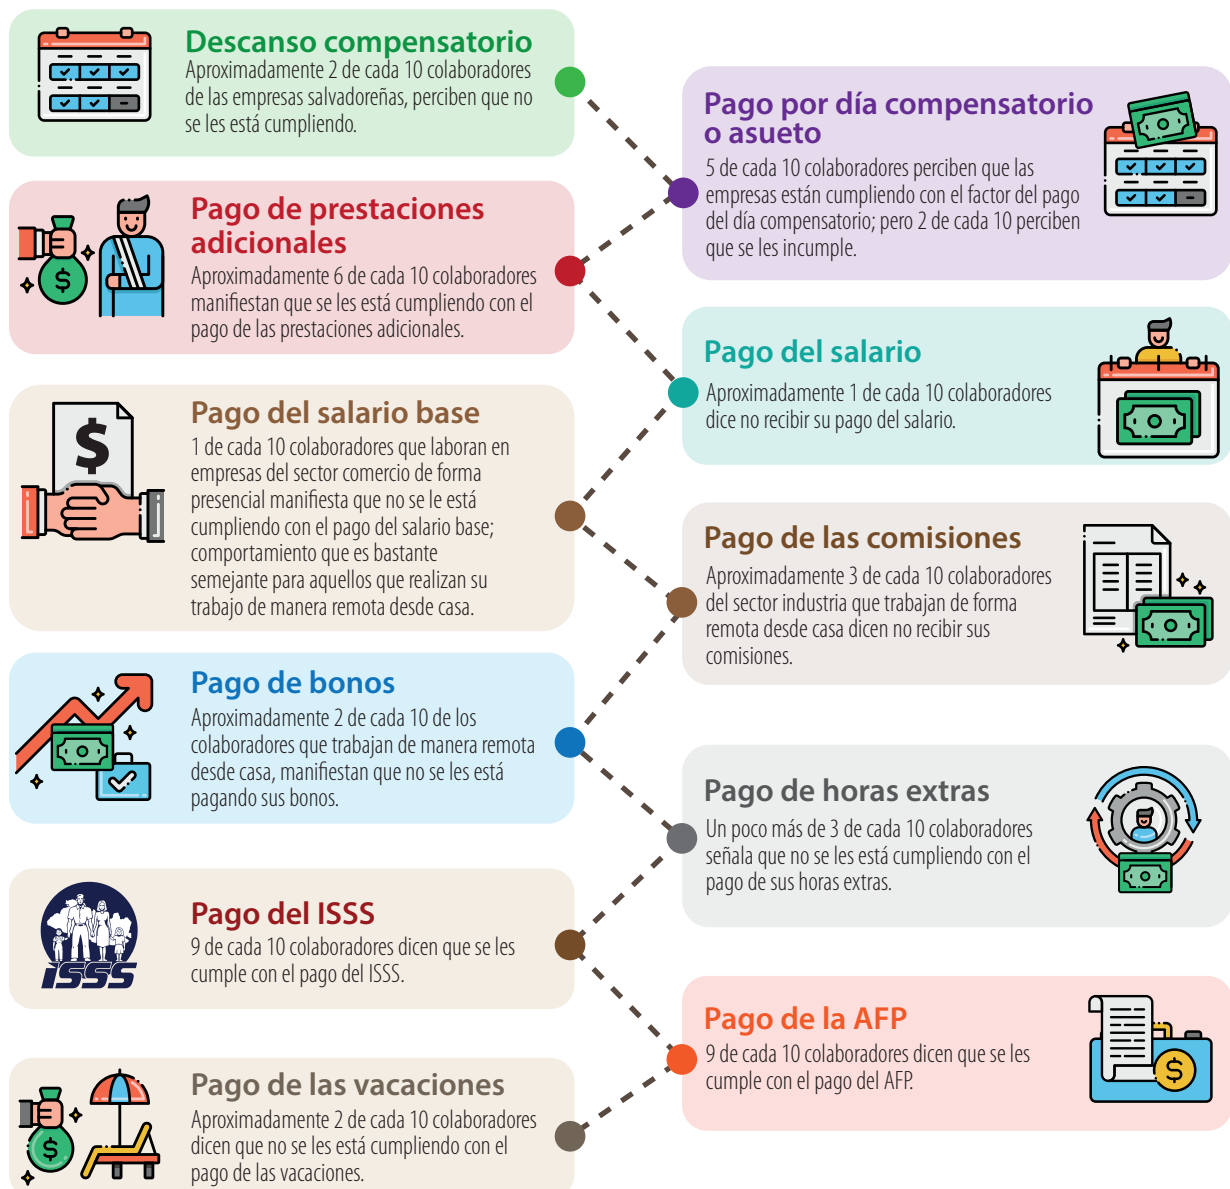 Descanso compensatorio
Aproximadamente 2 de cada 10 colaboradores
de las empresas salvadoreñas, perciben que no
se les está cumpliendo.
Pago por día compensatorio
o asueto
5 de cada 10 colaboradores perciben que las
empresas están cumpliendo con el factor del pago
del día compensatorio; pero 2 de cada 10 perciben
que se les incumple.
Pago de prestaciones
adicionales
Aproximadamente 6 de cada 10 colaboradores
manifiestan que se les está cumpliendo con el
pago de las prestaciones adicionales.
$
Pago del salario
Aproximadamente 1 de cada 10 colaboradores
dice no recibir su pago del salario.
$
Pago del salario base
1 de cada 10 colaboradores que laboran en
empresas del sector comercio de forma
presencial manifiesta que no se le está
cumpliendo con el pago del salario base;
comportamiento que es bastante
semejante para aquellos que realizan su
trabajo de manera remota desde casa.
Pago de las comisiones
Aproximadamente 3 de cada 10 colaboradores
del sector industria que trabajan de forma
remota desde casa dicen no recibir sus
comisiones.
Pago de bonos
Aproximadamente 2 de cada 10 de los
colaboradores que trabajan de manera remota
desde casa, manifiestan que no se les está
pagando sus bonos.
Pago de horas extras
Un poco más de 3 de cada 10 colaboradores
señala que no se les está cumpliendo con el
pago de sus horas extras.
ISSS
Pago del ISSS
9 de cada 10 colaboradores dicen que se les
cumple con el pago del ISSS.
Pago de la AFP
9 de cada 10 colaboradores dicen que se les
cumple con el pago del AFP.
$
Pago de las vacaciones
Aproximadamente 2 de cada 10 colaboradores
dicen que no se les está cumpliendo con el
pago de las vacaciones.
$